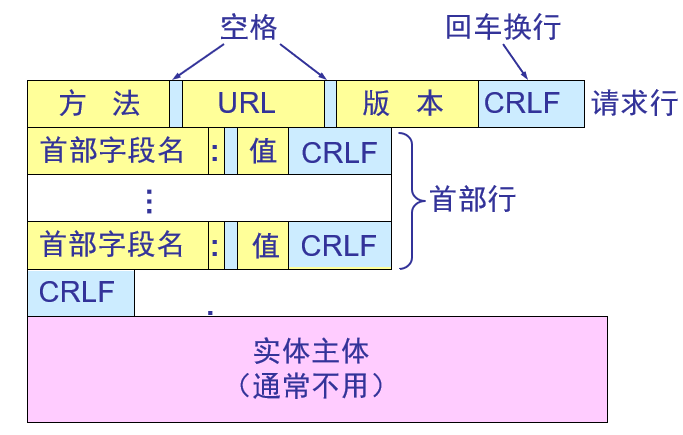 空格 回车换行
方 法 URL 版 本 CRLF 请求行
首部字段名 : 值 CRLF
⋮ 首部行
首部字段名 : 值 CRLF
CRLF
实体主体
（通常不用）